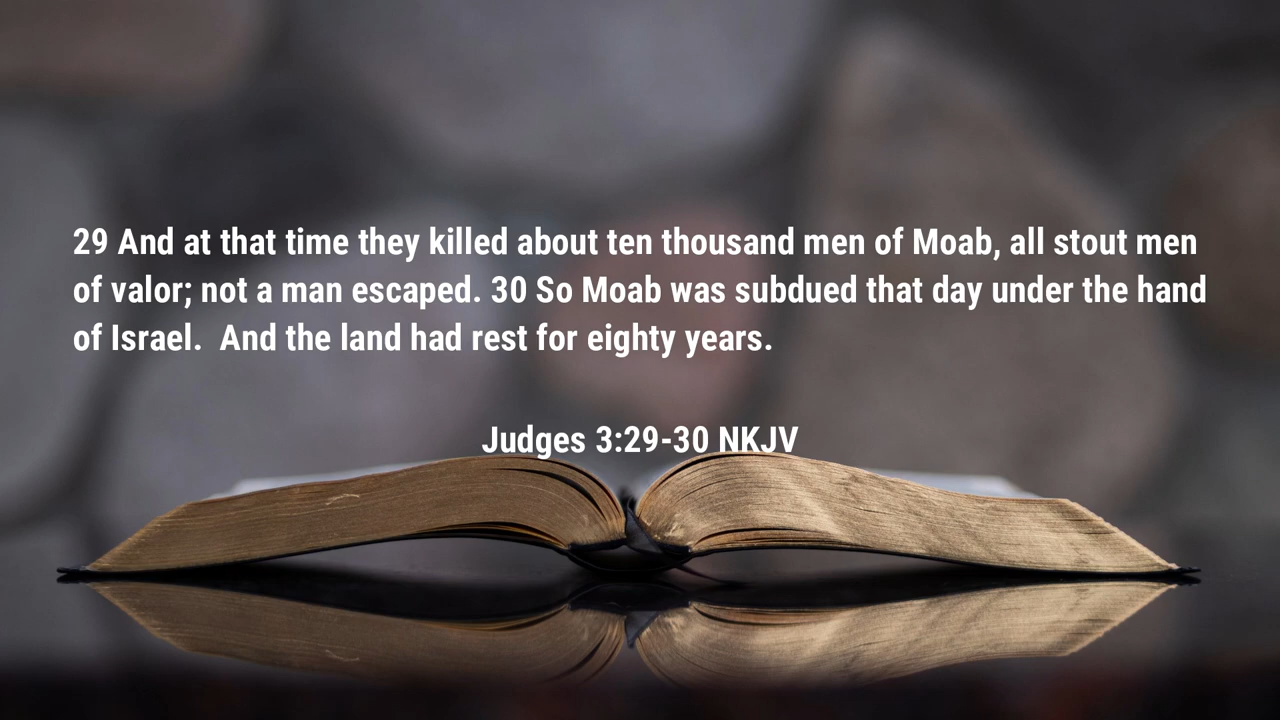 29 And at that time they killed about ten thousand men of Moab, all stout men
of valor; not a man escaped. 30 So Moab was subdued that day under the hand
of Israel.  And the land had rest for eighty years.
Judges 3:29-30 NKJV